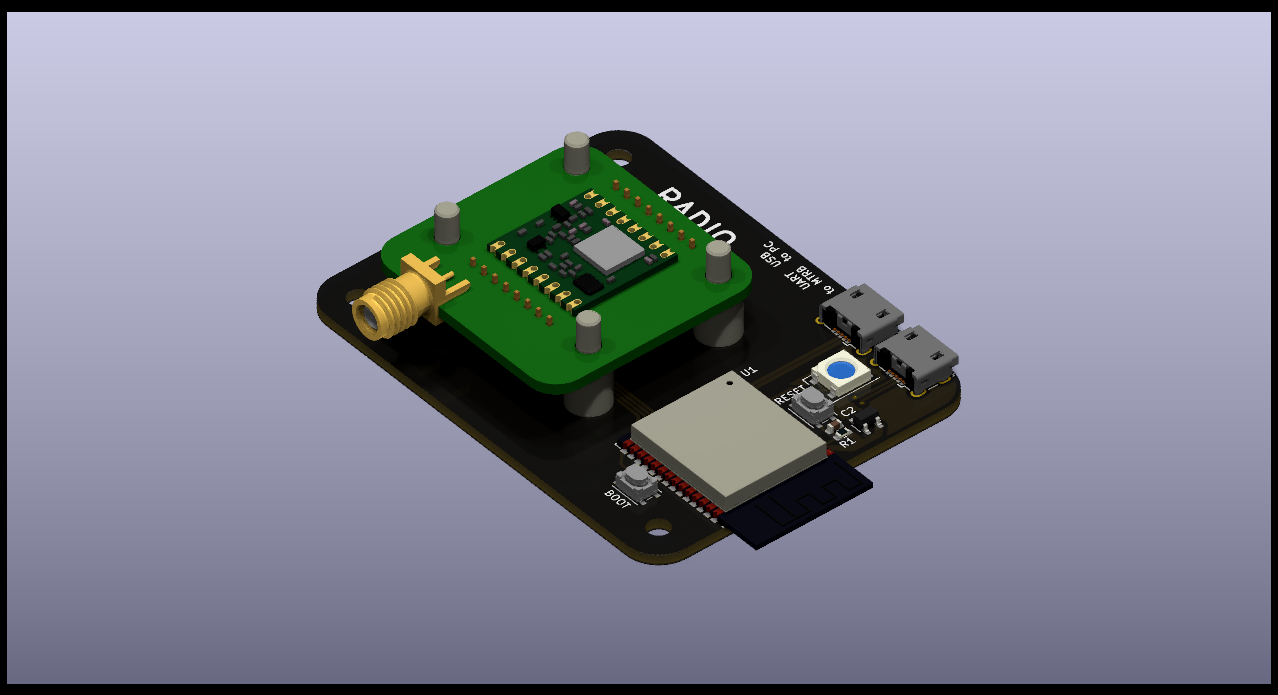 RADIO
USB
to PC
UART
to MTRB
U1
RESET
C2
R1
BOOT